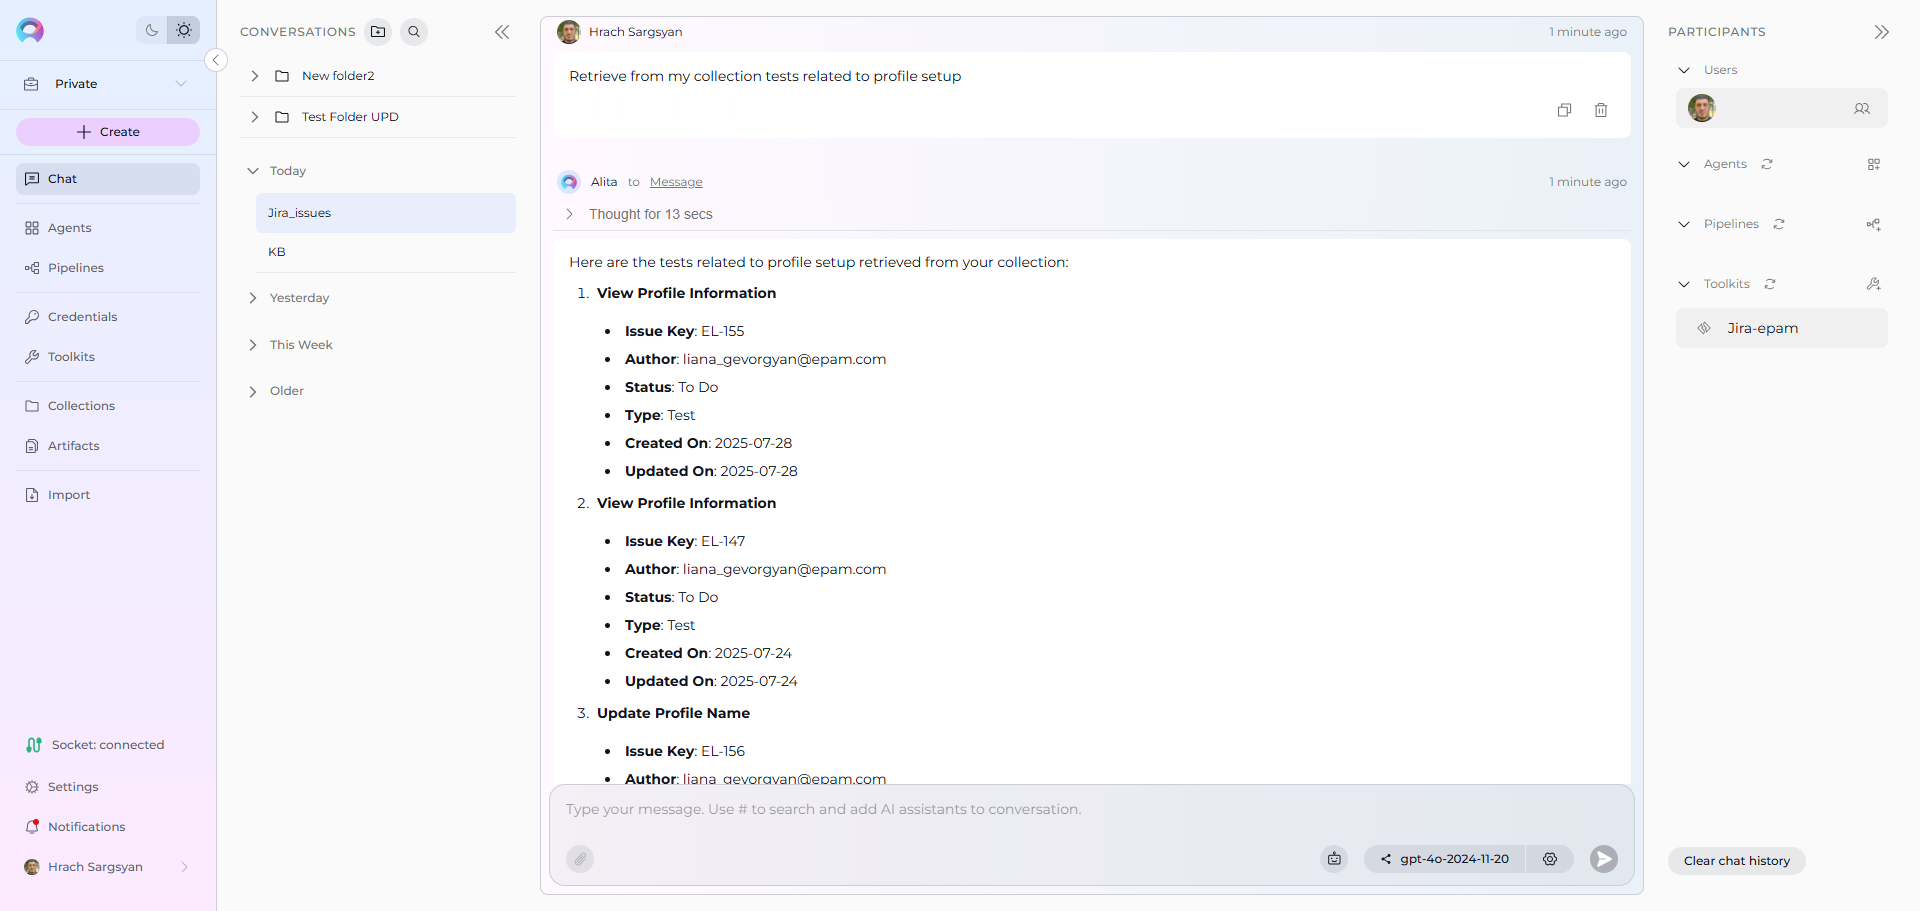 Private
Create
Chat
Agents
Pipelines
Credentials
Toolkits
Collections
Artifacts
Import
Socket: connected
Settings
Notifications
Hrach Sargsyan
CONVERSATIONS
New folder2
Test Folder UPD
Today
Jira_issues
KB
Yesterday
This Week
Older
Hrach Sargsyan
1 minute ago
Retrieve from my collection tests related to profile setup
Alita to Message
1 minute ago
Thought for 13 secs
Here are the tests related to profile setup retrieved from your collection:
1. View Profile Information
• Issue Key: EL-155
• Author: liana_gevorgyan@epam.com
• Status: To Do
• Type: Test
• Created On: 2025-07-28
• Updated On: 2025-07-28
2. View Profile Information
• Issue Key: EL-147
• Author: liana_gevorgyan@epam.com
• Status: To Do
• Type: Test
• Created On: 2025-07-24
• Updated On: 2025-07-24
3. Update Profile Name
• Issue Key: EL-156
• Author: liana_gevorgyan@epam.com
Type your message. Use # to search and add AI assistants to conversation.
gpt-4o-2024-11-20
PARTICIPANTS
Users
Agents
Pipelines
Toolkits
Jira-epam
Clear chat history